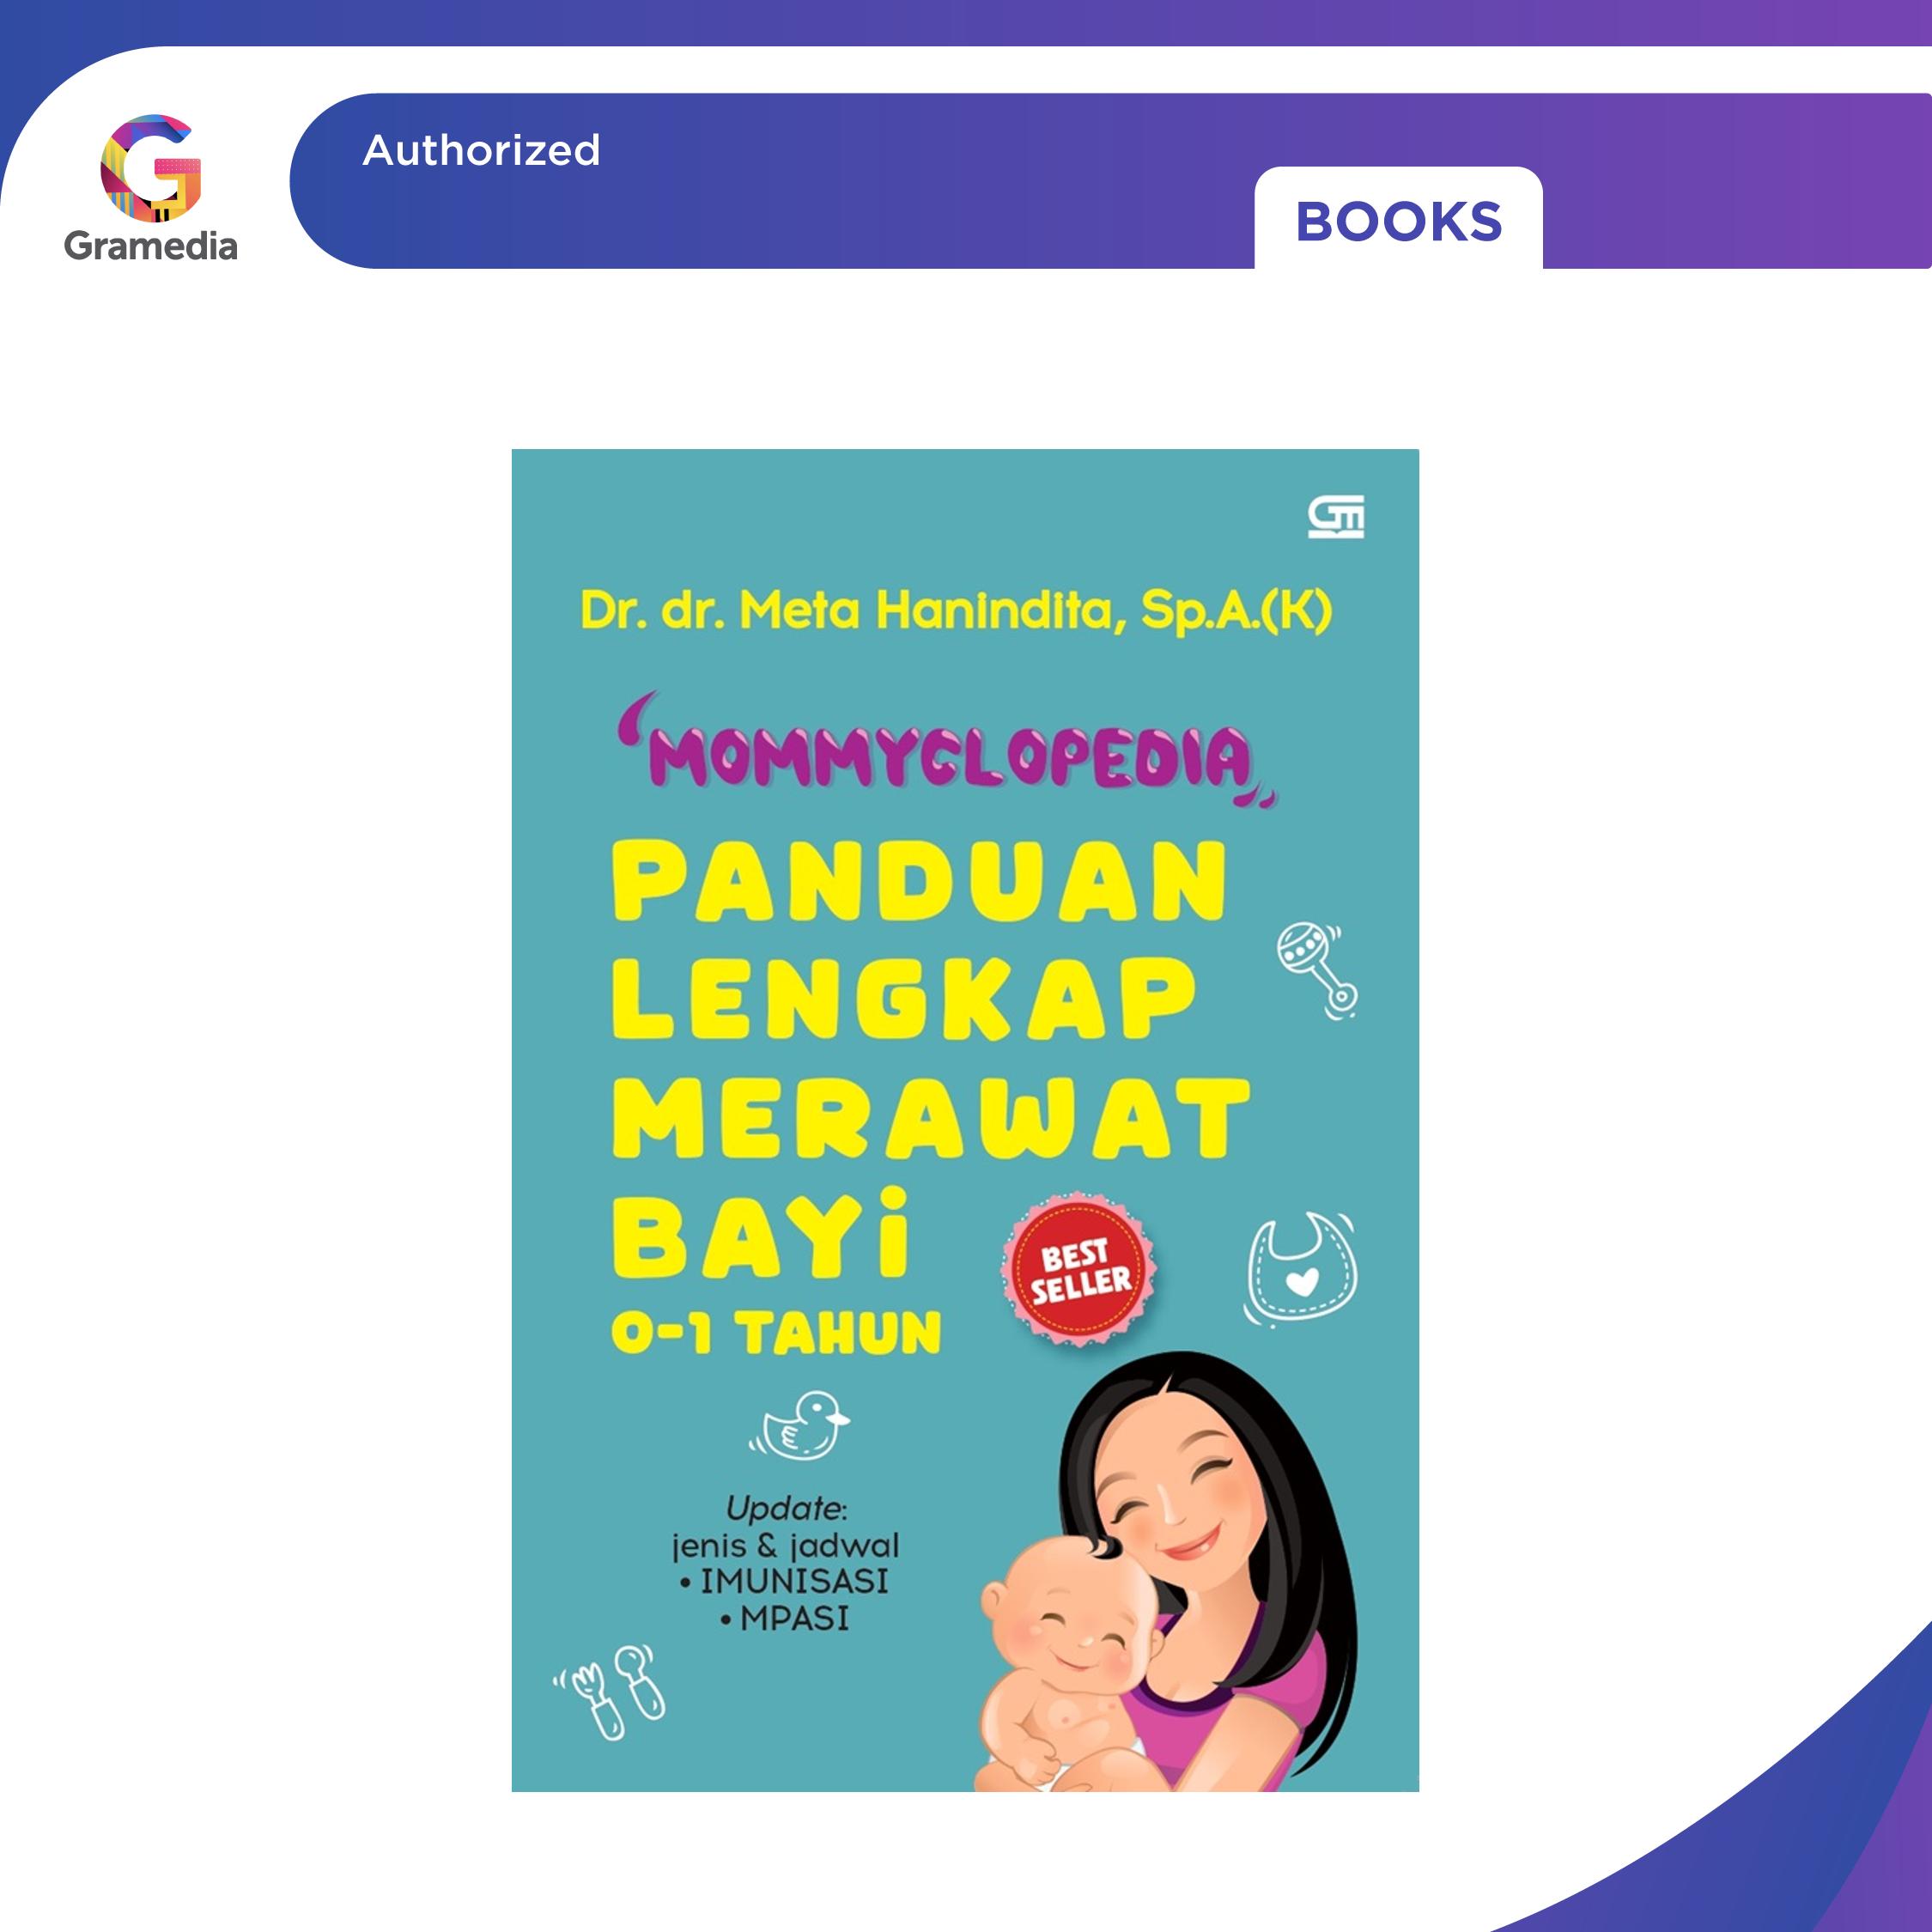 Authorized
Gramedia
BOOKS
GM
Dr. dr. Meta Hanindita, Sp.A.(K)
'MOMMYCLOPEDIA,,
PANDUAN
LENGKAP
MERAWAT
BAYi
0-1 TAHUN
BEST
SELLER
Update:
jenis & jadwal
• IMUNISASI
• MPASI